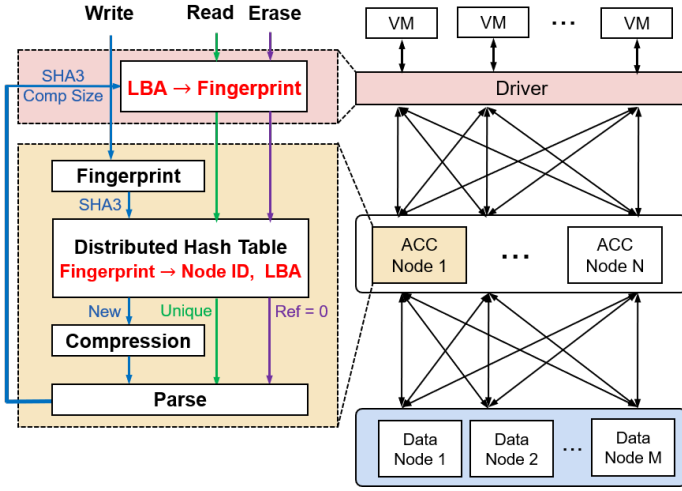 Write
Read
Erase
SHA3
Comp Size
LBA → Fingerprint
Fingerprint
SHA3
Distributed Hash Table
Fingerprint → Node ID, LBA
New
Unique
Ref = 0
Compression
Parse
VM
VM
...
VM
Driver
ACC
Node 1
...
ACC
Node N
Data
Node 1
Data
Node 2
...
Data
Node M